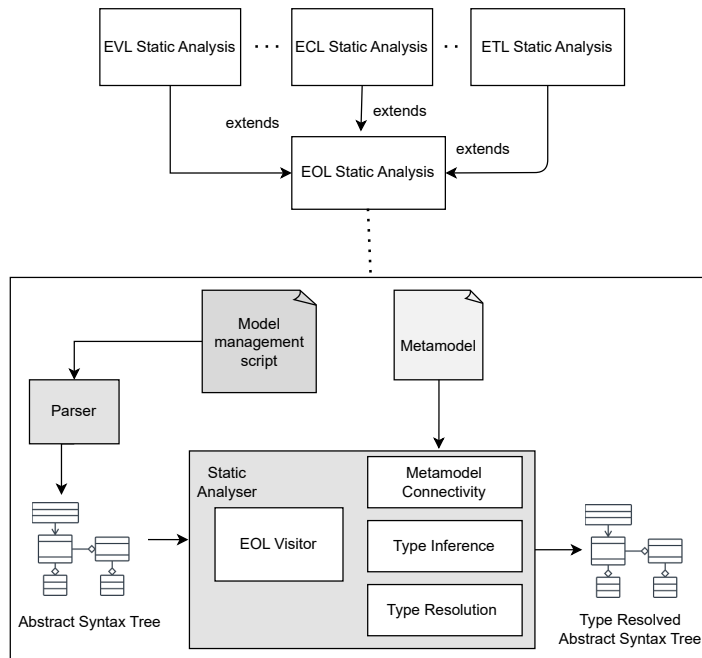 EVL Static Analysis
ECL Static Analysis
ETL Static Analysis
extends
extends
extends
EOL Static Analysis
Model
management
script
Metamodel
Parser
Static
Analyser
Metamodel
Connectivity
EOL Visitor
Type Inference
Type Resolution
Abstract Syntax Tree
Type Resolved
Abstract Syntax Tree